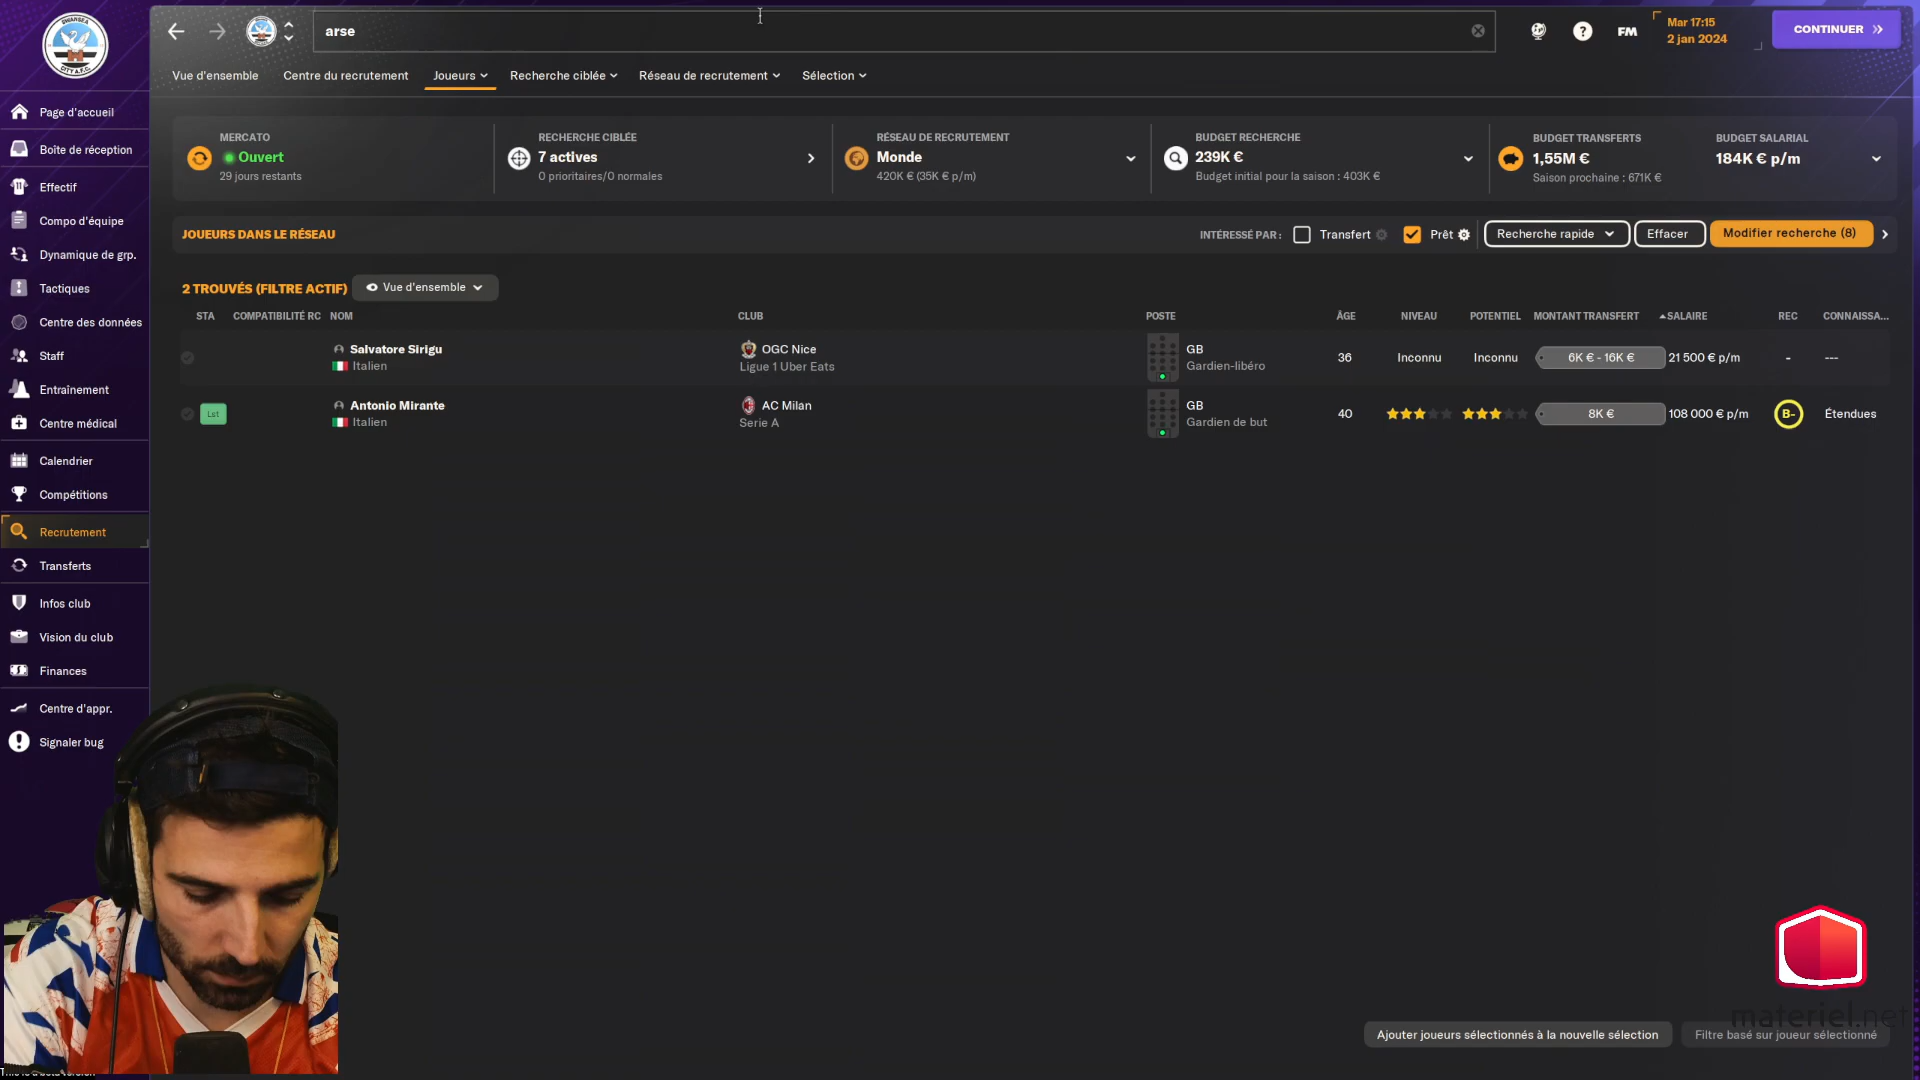 SWANSEA
CITY A.F.C.
arse
FM
Mar 17:15
2 jan 2024
CONTINUER
Vue d'ensemble
Centre du recrutement
Joueurs
Recherche ciblée
Réseau de recrutement
Sélection
Page d'accueil
Boîte de réception
Effectif
Compo d'équipe
Dynamique de grp.
Tactiques
Centre des données
Staff
Entraînement
Centre médical
Calendrier
Compétitions
Recrutement
Transferts
Infos club
Vision du club
Finances
Centre d'appr.
Signaler bug
MERCATO
Ouvert
29 jours restants
RECHERCHE CIBLÉE
7 actives
0 prioritaires/0 normales
RÉSEAU DE RECRUTEMENT
Monde
420K € (35K € p/m)
BUDGET RECHERCHE
239K €
Budget initial pour la saison : 403K €
BUDGET TRANSFERTS
1,55M €
Saison prochaine : 671K €
BUDGET SALARIAL
184K € p/m
JOUEURS DANS LE RÉSEAU
INTÉRESSÉ PAR :
Transfert
Prêt
Recherche rapide
Effacer
Modifier recherche (8)
2 TROUVÉS (FILTRE ACTIF)
Vue d'ensemble
STA COMPATIBILITÉ RC NOM CLUB POSTE ÂGE NIVEAU POTENTIEL MONTANT TRANSFERT SALAIRE REC CONNAISSA...
Salvatore Sirigu OGC Nice GB 36 Inconnu Inconnu 6K € - 16K € 21 500 € p/m - ---
Italien Ligue 1 Uber Eats Gardien-libéro
Lst Antonio Mirante AC Milan GB 40 8K € 108 000 € p/m B- Étendues
Italien Serie A Gardien de but
materiel.net
Ajouter joueurs sélectionnés à la nouvelle sélection
Filtre basé sur joueur sélectionné